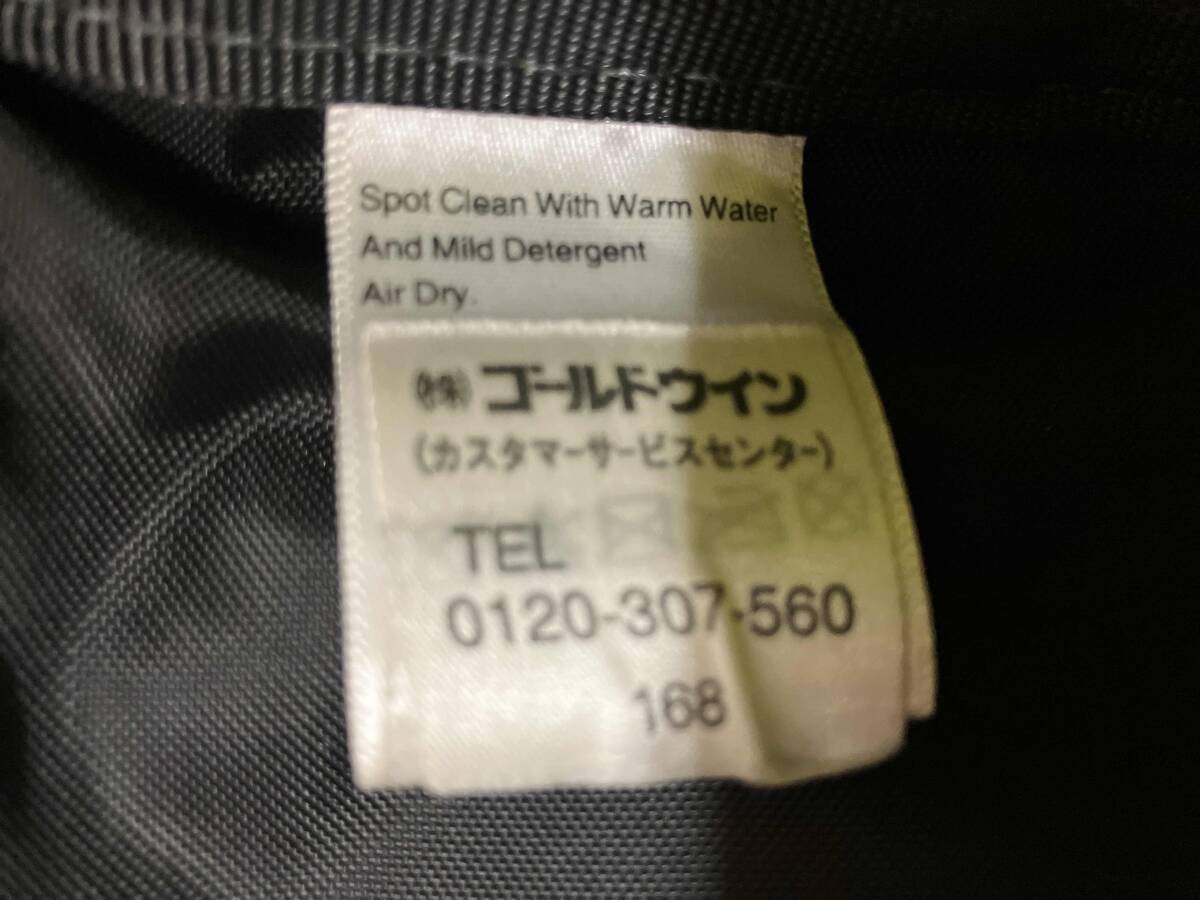 Spot Clean With Warm Water
And Mild Detergent
Air Dry.
㈱ ゴールドウイン
(カスタマーサービスセンター)
TEL
0120-307-560
168